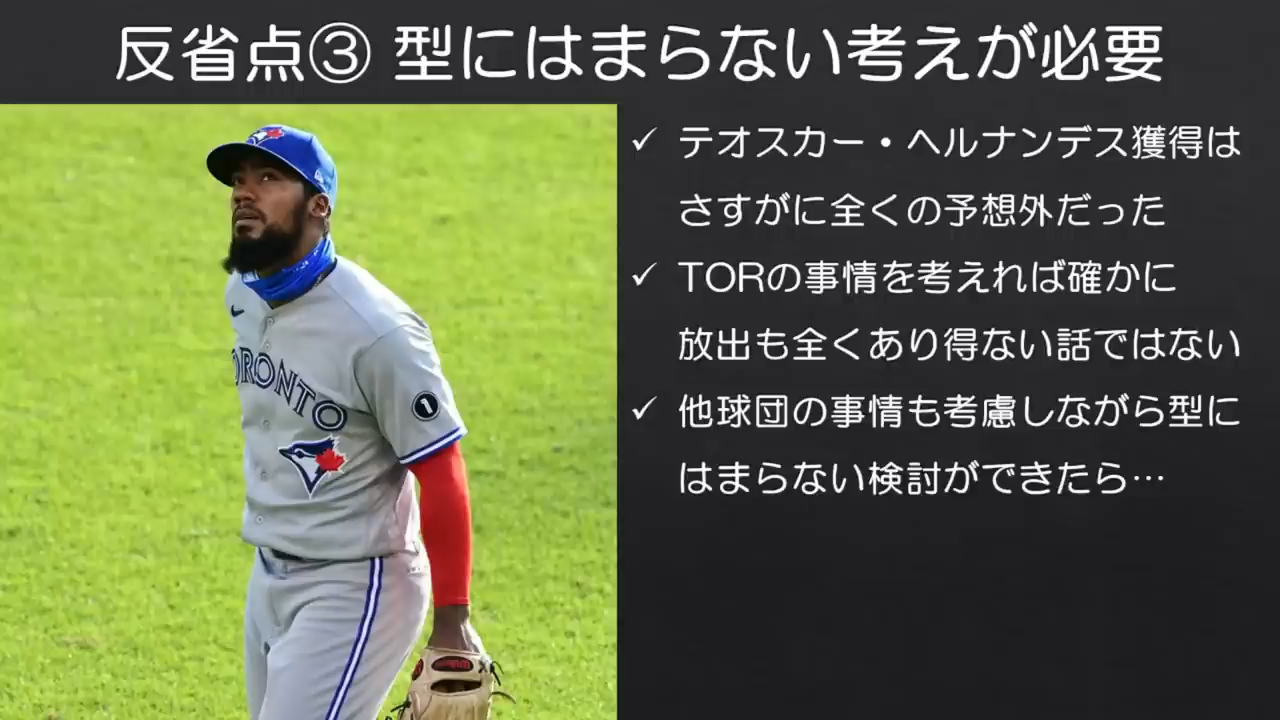 反省点③ 型にはまらない考えが必要
✓ テオスカー・ヘルナンデス獲得は
さすがに全くの予想外だった
✓ TORの事情を考えれば確かに
放出も全くあり得ない話ではない
✓ 他球団の事情も考慮しながら型に
はまらない検討ができたら…
ORONTO
1